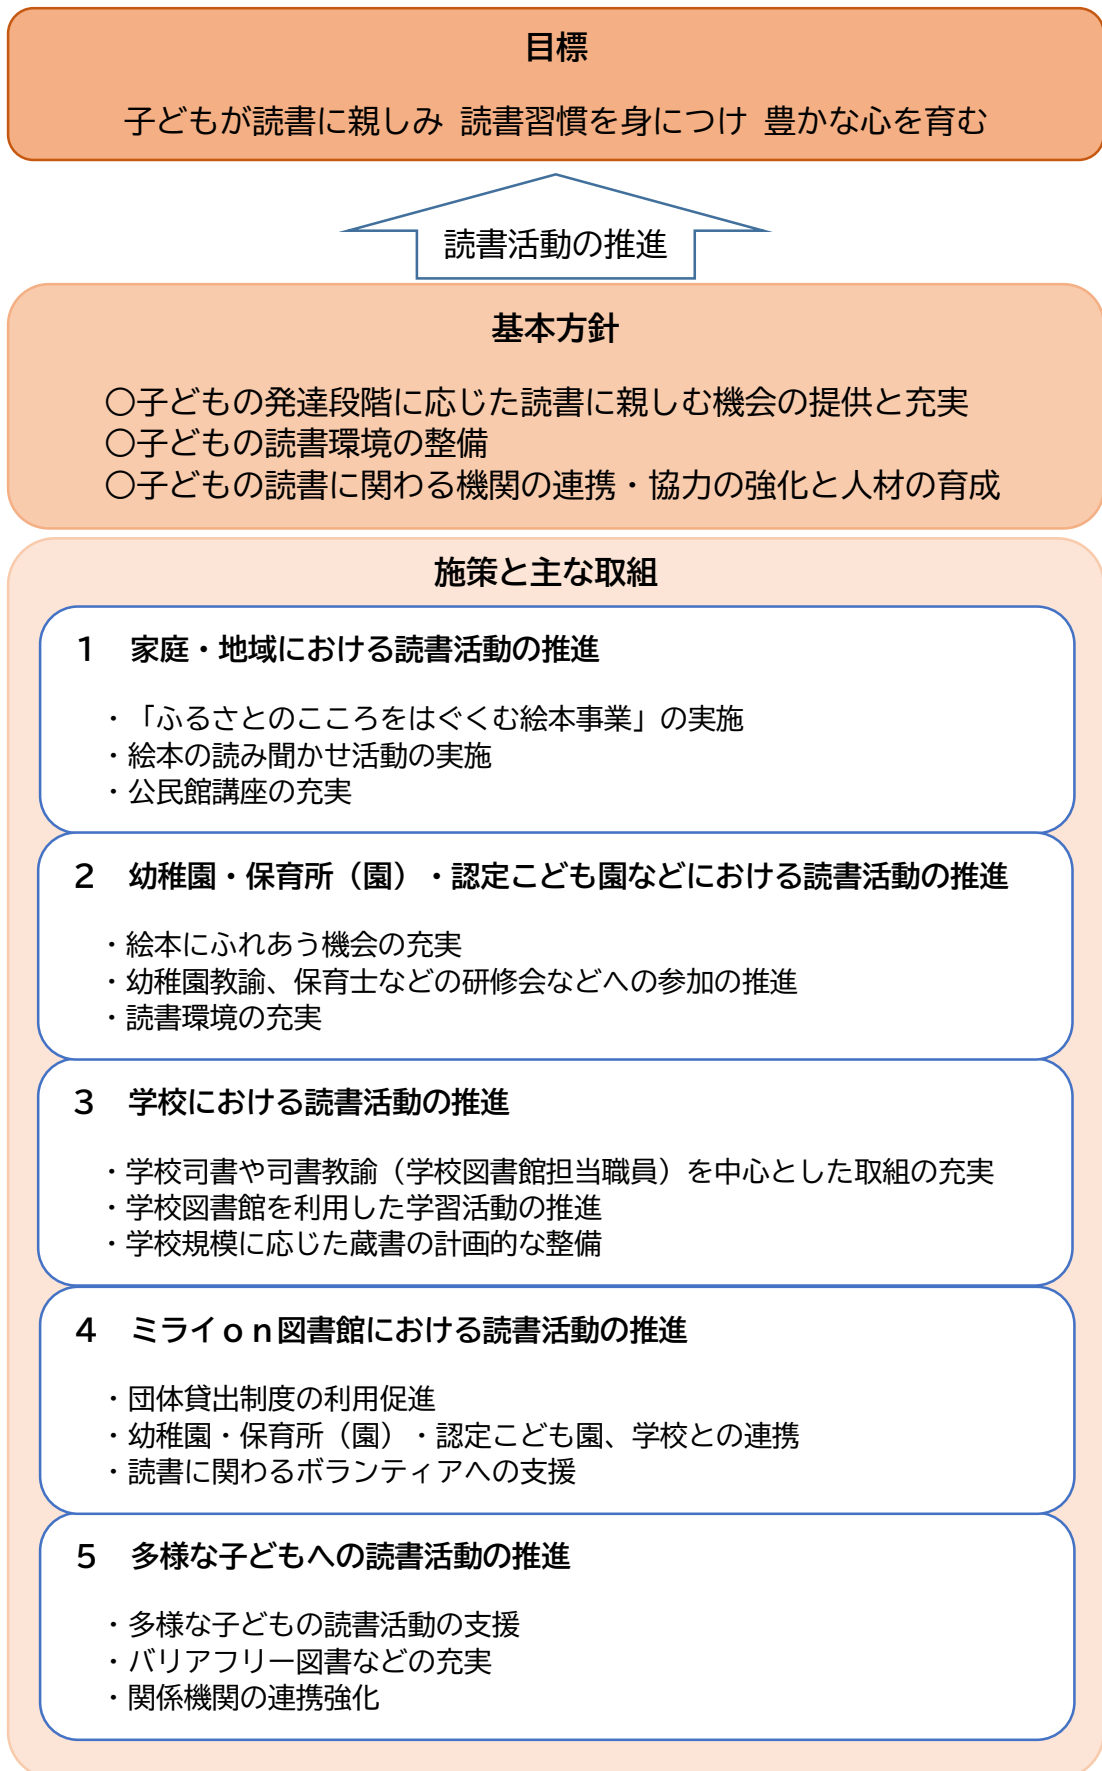 目標
子どもが読書に親しみ 読書習慣を身につけ 豊かな心を育む
読書活動の推進
基本方針
○子どもの発達段階に応じた読書に親しむ機会の提供と充実
○子どもの読書環境の整備
○子どもの読書に関わる機関の連携・協力の強化と人材の育成
施策と主な取組
1　家庭・地域における読書活動の推進
・「ふるさとのこころをはぐくむ絵本事業」の実施
・絵本の読み聞かせ活動の実施
・公民館講座の充実
2　幼稚園・保育所（園）・認定こども園などにおける読書活動の推進
・絵本にふれあう機会の充実
・幼稚園教諭、保育士などの研修会などへの参加の推進
・読書環境の充実
3　学校における読書活動の推進
・学校司書や司書教諭（学校図書館担当職員）を中心とした取組の充実
・学校図書館を利用した学習活動の推進
・学校規模に応じた蔵書の計画的な整備
4　ミライｏｎ図書館における読書活動の推進
・団体貸出制度の利用促進
・幼稚園・保育所（園）・認定こども園、学校との連携
・読書に関わるボランティアへの支援
5　多様な子どもへの読書活動の推進
・多様な子どもの読書活動の支援
・バリアフリー図書などの充実
・関係機関の連携強化